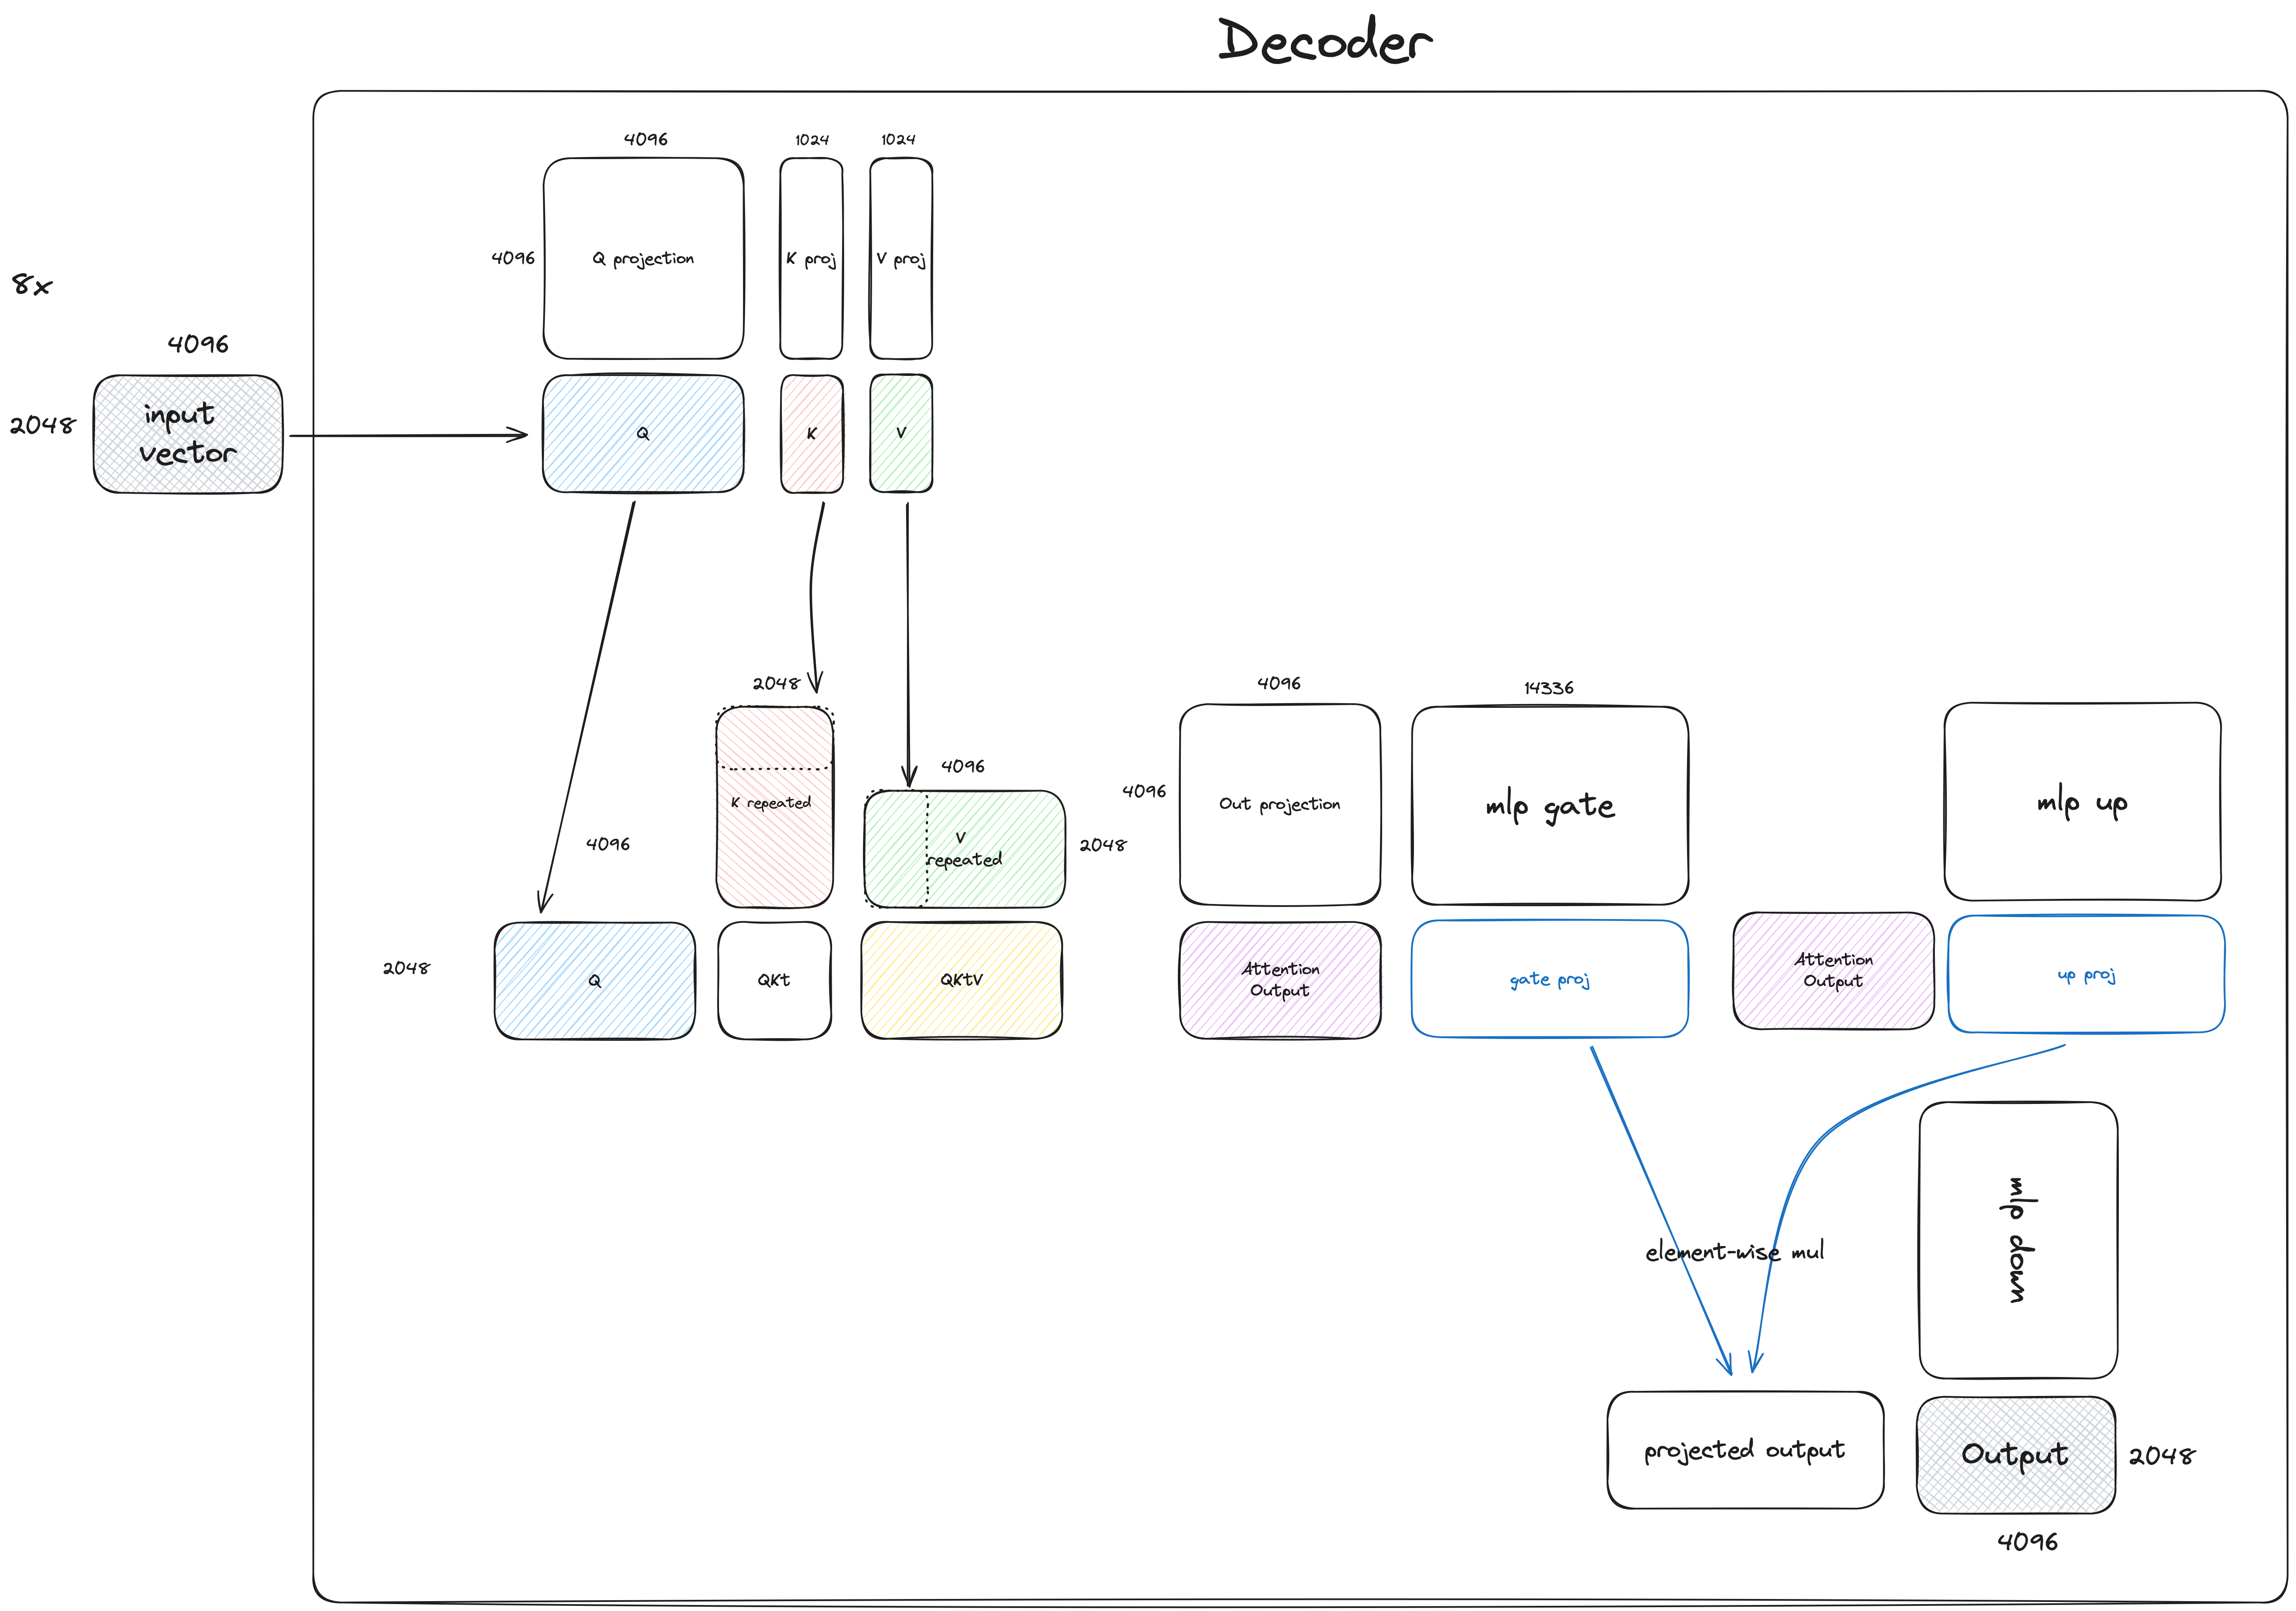 Decoder
4096
1024
1024
4096
Q projection
K proj
V proj
8x
4096
2048
input
vector
Q
K
V
2048
K repeated
4096
V
repeated
2048
4096
2048
Q
QKt
QKtV
4096
4096
Out projection
14336
mlp gate
mlp up
Attention
Output
gate proj
Attention
Output
up proj
element-wise mul
mlp down
projected output
Output
2048
4096